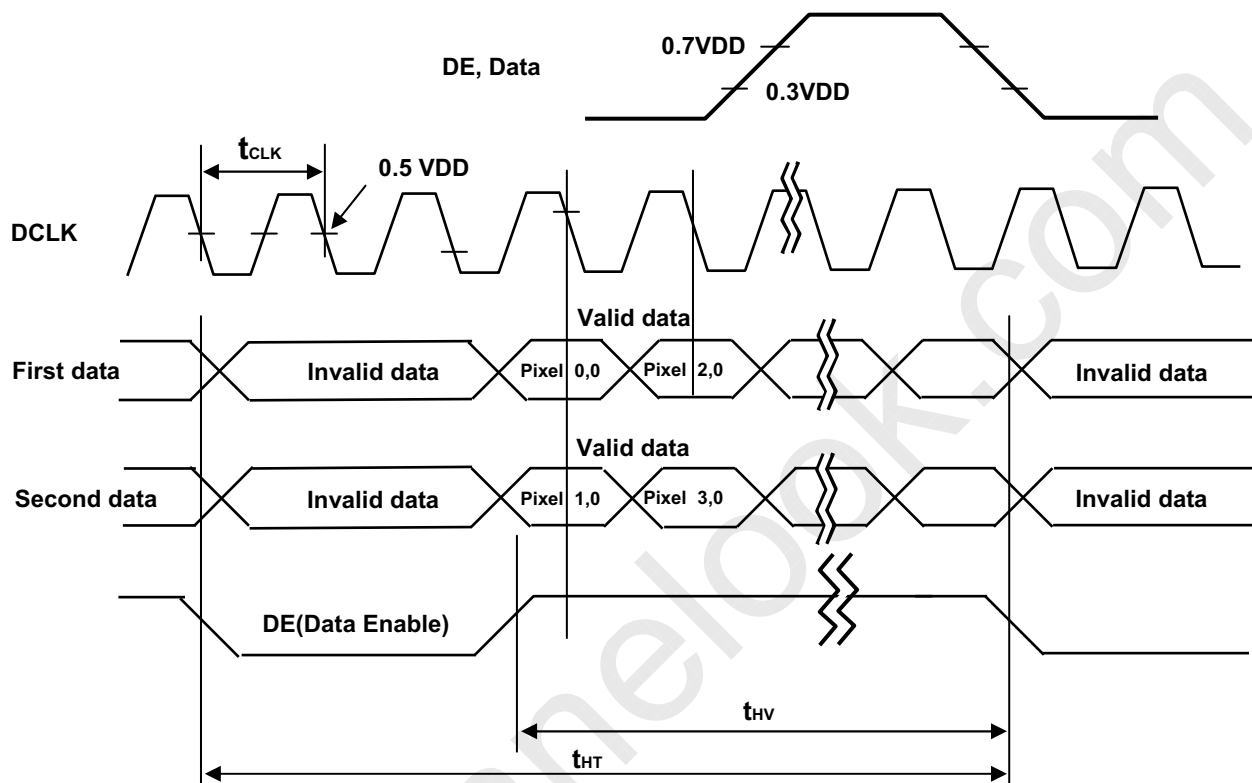 0.7VDD
DE, Data
0.3VDD
tCLK
0.5 VDD
DCLK
Valid data
First data
Invalid data
Pixel 0,0
Pixel 2,0
Invalid data
Valid data
Second data
Invalid data
Pixel 1,0
Pixel 3,0
Invalid data
DE(Data Enable)
tHV
tHT
nelook.com